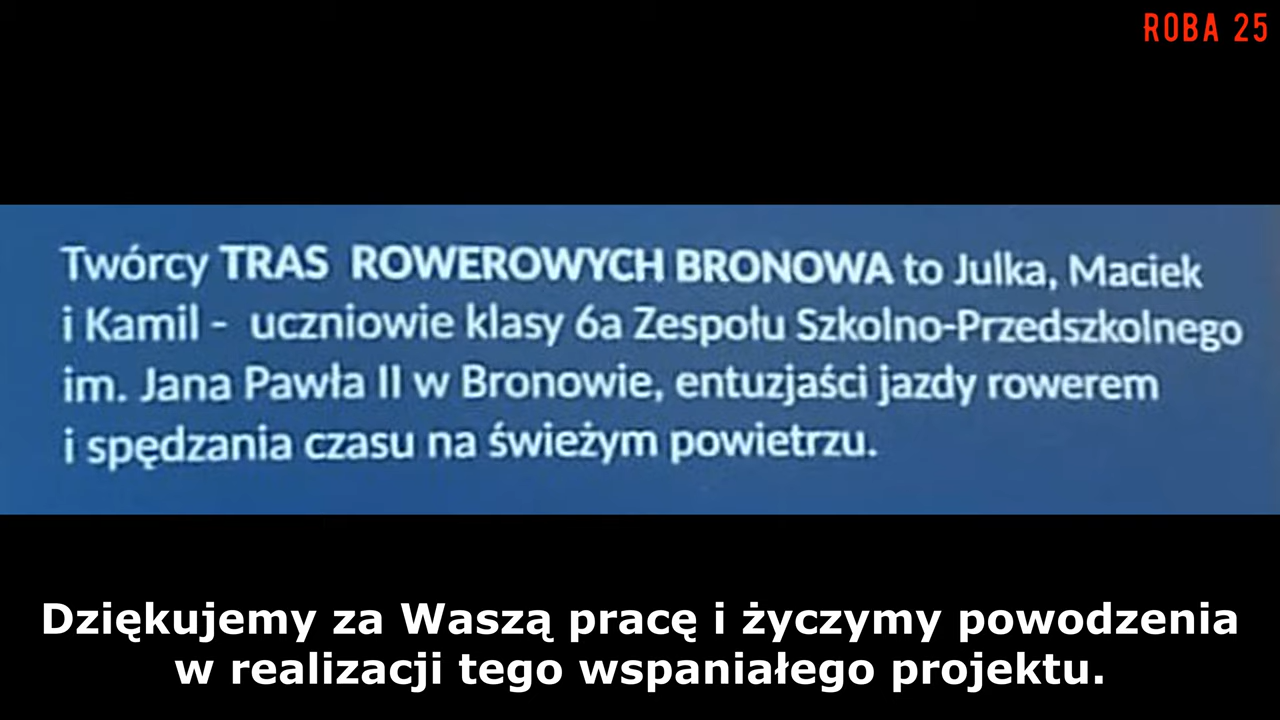 ROBA 25
Twórcy TRAS ROWEROWYCH BRONOWA to Julka, Maciek
i Kamil - uczniowie klasy 6a Zespołu Szkolno-Przedszkolnego
im. Jana Pawła II w Bronowie, entuzjaści jazdy rowerem
i spędzania czasu na świeżym powietrzu.
Dziękujemy za Waszą pracę i życzymy powodzenia
w realizacji tego wspaniałego projektu.